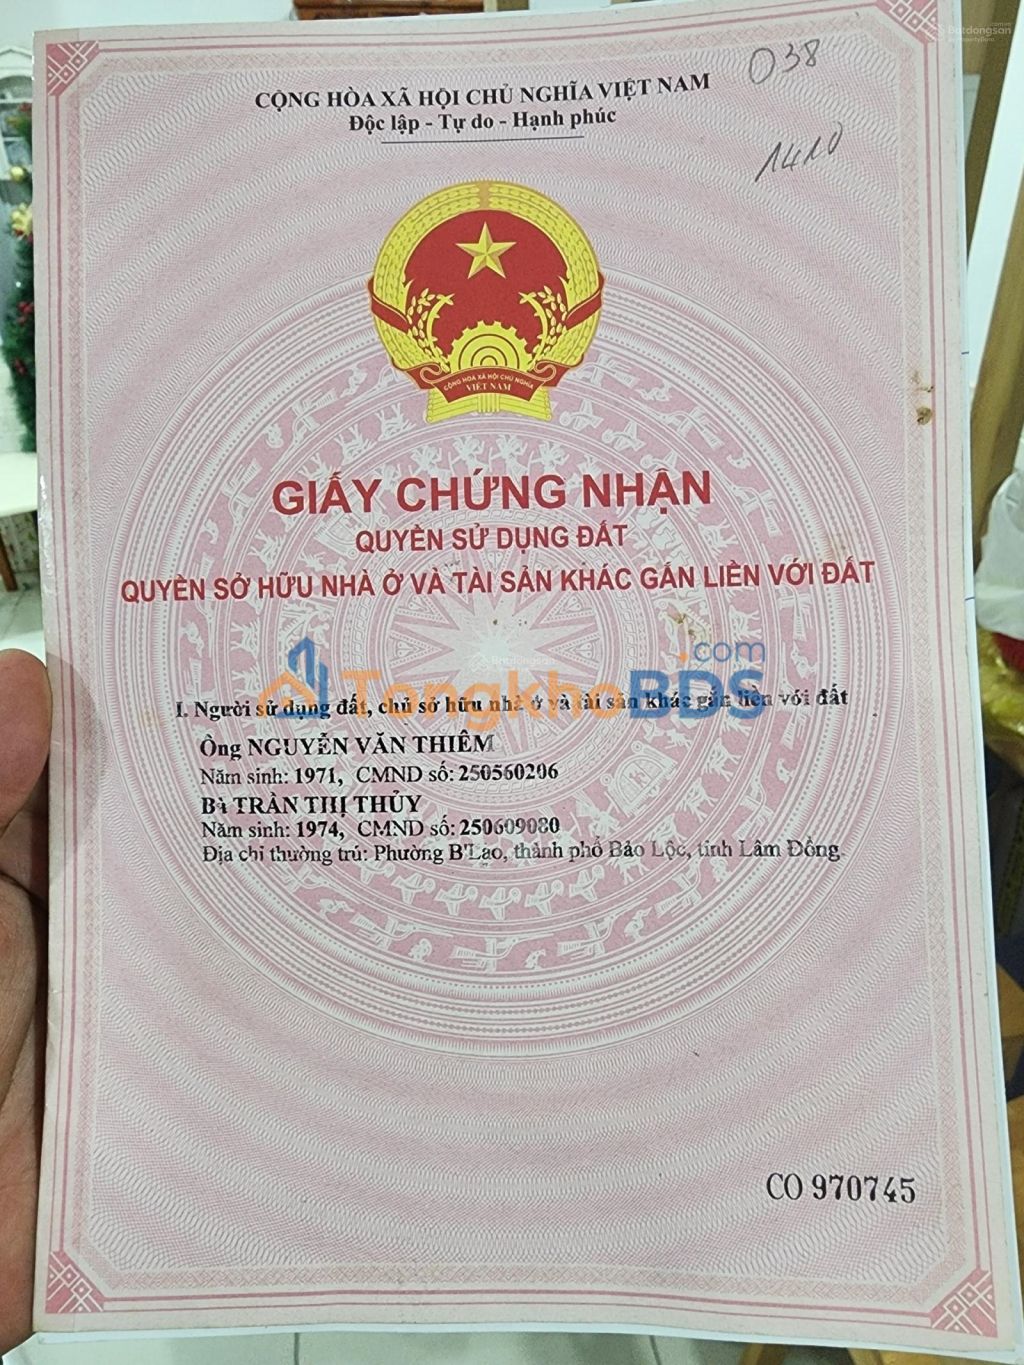 Batdongsan
038
CỘNG HÒA XÃ HỘI CHỦ NGHĨA VIỆT NAM
Độc lập - Tự do - Hạnh phúc
1410
CỘNG HÒA XÃ HỘI CHỦ NGHĨA
VIỆT NAM
GIẤY CHỨNG NHẬN
QUYỀN SỬ DỤNG ĐẤT
QUYỀN SỞ HỮU NHÀ Ở VÀ TÀI SẢN KHÁC GẮN LIỀN VỚI ĐẤT
Batdongsan
TongkhoBDS.com
I. Người sử dụng đất, chủ sở hữu nhà ở và tài sản khác gắn liền với đất
Ông NGUYỄN VĂN THIÊM
Năm sinh: 1971, CMND số: 250560206
Bà TRẦN THỊ THỦY
Năm sinh: 1974, CMND số: 250609080
Địa chỉ thường trú: Phường B'Lao, thành phố Bảo Lộc, tỉnh Lâm Đồng.
CO 970745